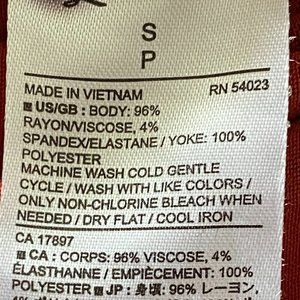 S
P
MADE IN VIETNAM RN 54023
US/GB : BODY: 96%
RAYON/VISCOSE, 4%
SPANDEX/ELASTANE / YOKE: 100%
POLYESTER
MACHINE WASH COLD GENTLE
CYCLE / WASH WITH LIKE COLORS /
ONLY NON-CHLORINE BLEACH WHEN
NEEDED / DRY FLAT / COOL IRON
CA 17897
CA : CORPS: 96% VISCOSE, 4%
ÉLASTHANNE / EMPIÈCEMENT: 100%
POLYESTER JP : 身頃: 96% レーヨン,